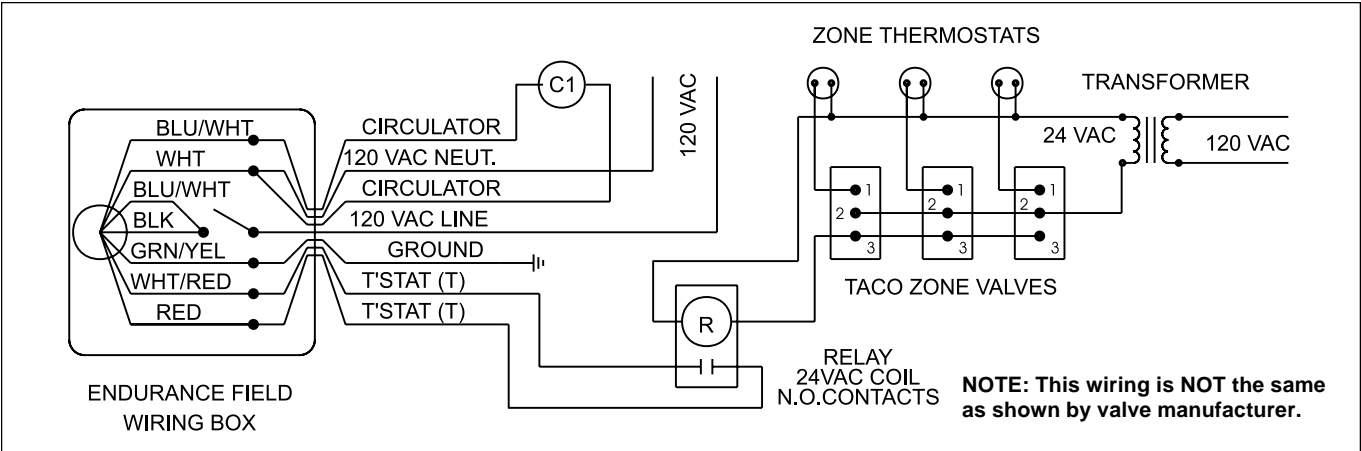 ZONE THERMOSTATS
TRANSFORMER
C1
120 VAC
24 VAC
120 VAC
BLU/WHT
WHT
BLU/WHT
BLK
GRN/YEL
WHT/RED
RED
CIRCULATOR
120 VAC NEUT.
CIRCULATOR
120 VAC LINE
GROUND
T'STAT (T)
T'STAT (T)
1
2
3
1
2
3
1
2
3
TACO ZONE VALVES
R
RELAY
24VAC COIL
N.O.CONTACTS
ENDURANCE FIELD
WIRING BOX
NOTE: This wiring is NOT the same
as shown by valve manufacturer.